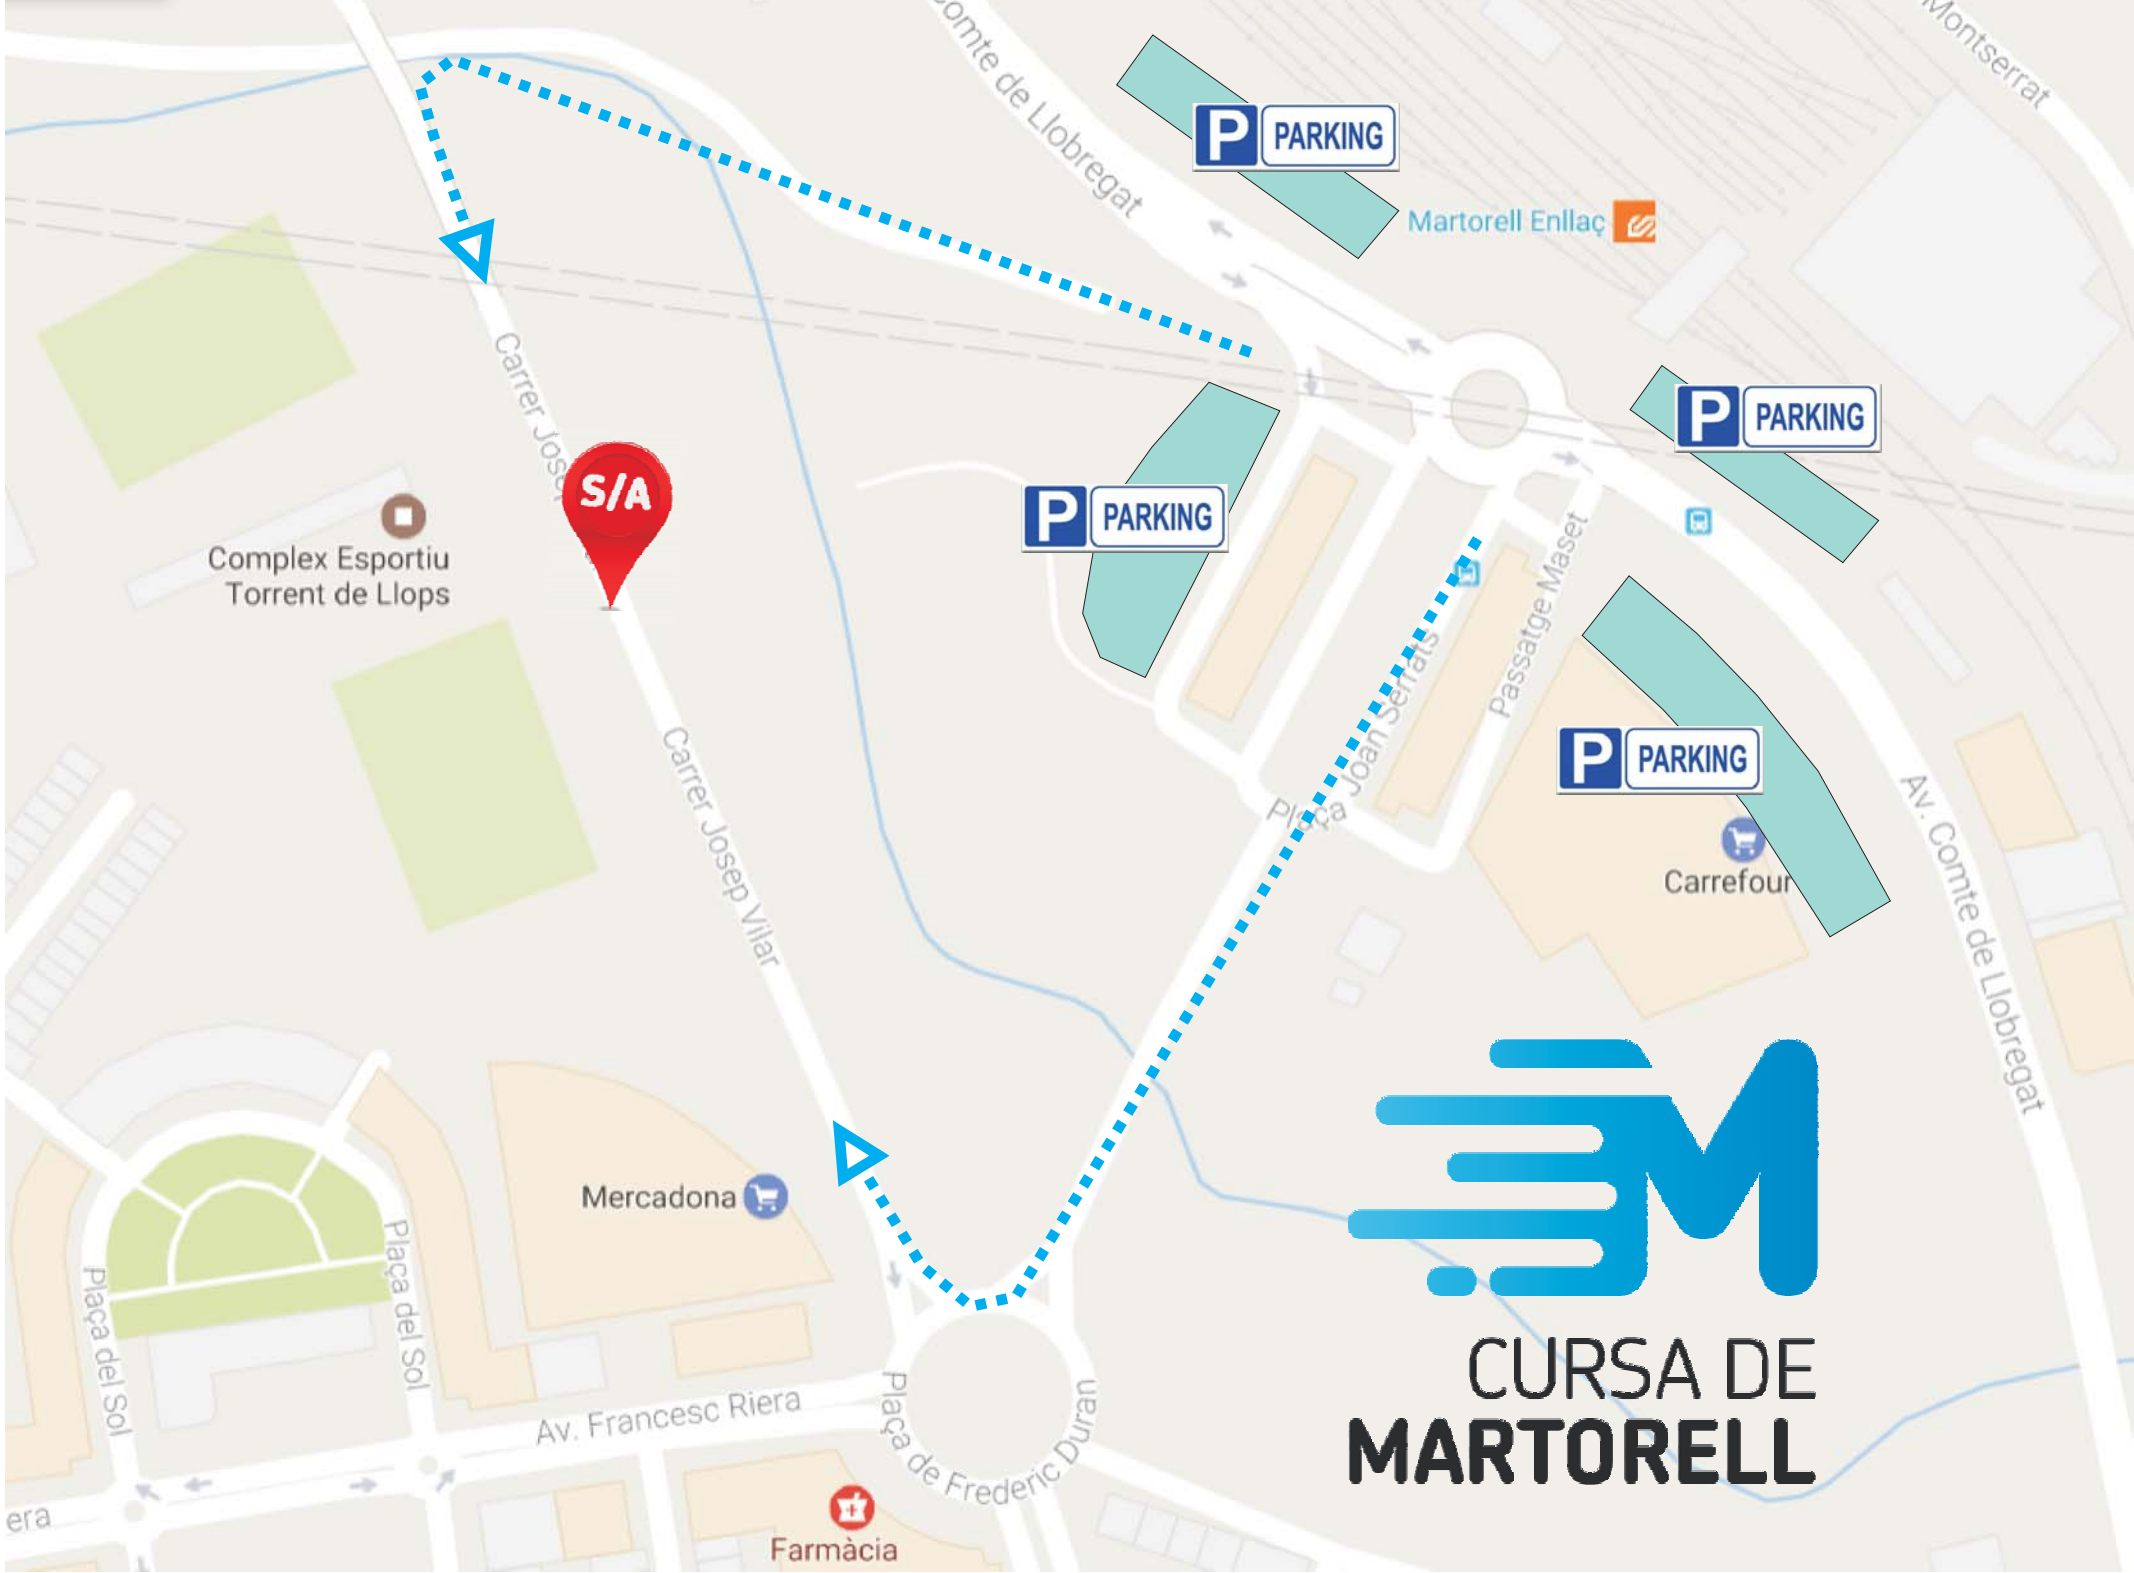 Comte de Llobregat
Montserrat
P PARKING
Martorell Enllaç
Carrer Josep
P PARKING
S/A
P PARKING
Complex Esportiu
Torrent de Llops
Passatge Maset
Plaça Joan Serrats
P PARKING
Carrer Josep Vilar
Carrefour
Av. Comte de Llobregat
Mercadona
Plaça del Sol
Plaça del Sol
CURSA DE
MARTORELL
Av. Francesc Riera
Plaça de Frederic Duran
era
Farmàcia